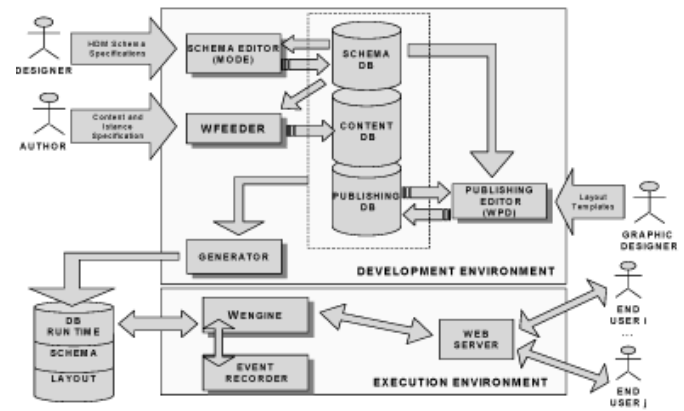 DESIGNER
HDM Schema
Specifications
SCHEMA EDITOR
(MODE)
SCHEMA
DB
AUTHOR
Content and
Istance
Specification
WFEEDER
CONTENT
DB
PUBLISHING
DB
PUBLISHING
EDITOR
(WPD)
Layout
Templates
GRAPHIC
DESIGNER
GENERATOR
DEVELOPMENT ENVIRONMENT
DB
RUN TIME
SCHEMA
LAYOUT
WENGINE
EVENT
RECORDER
WEB
SERVER
EXECUTION ENVIRONMENT
END
USER i
...
END
USER j